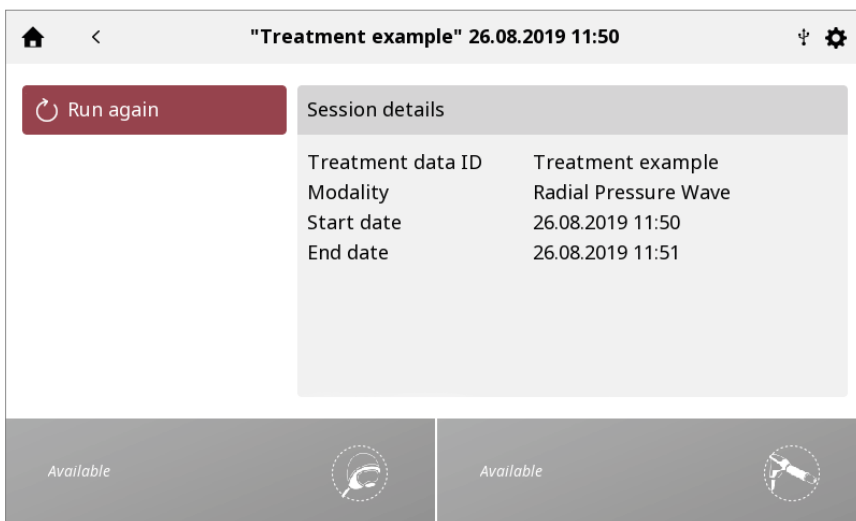 "Treatment example" 26.08.2019 11:50
Run again
Session details
Treatment data ID Treatment example
Modality Radial Pressure Wave
Start date 26.08.2019 11:50
End date 26.08.2019 11:51
Available
Available